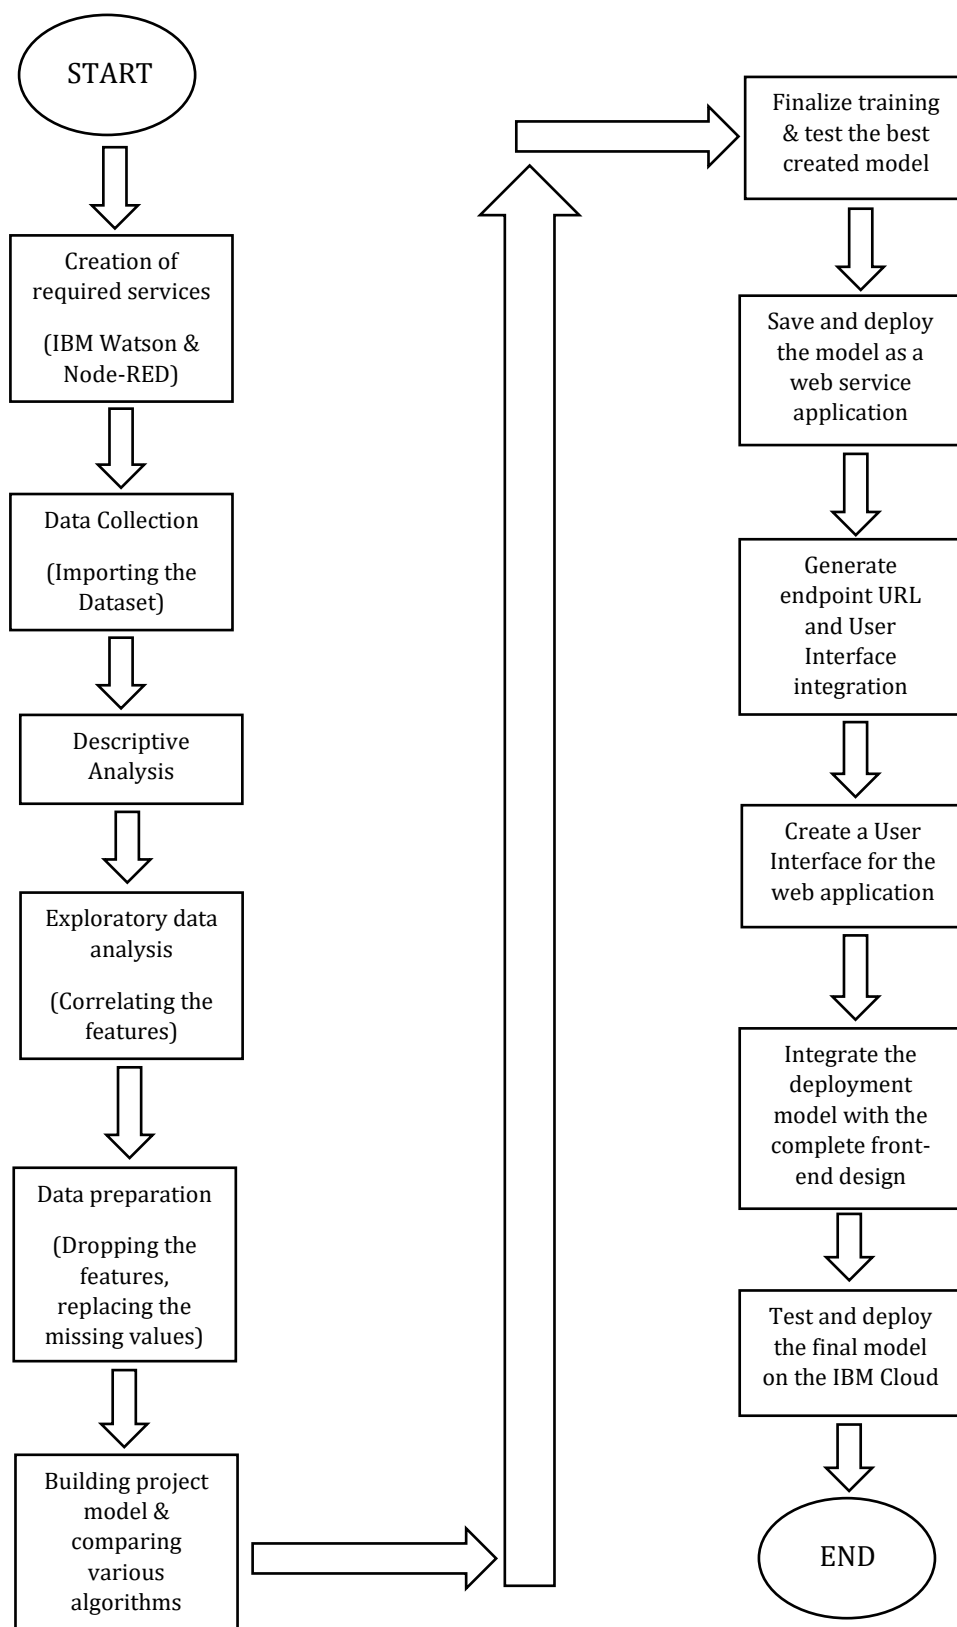 START
Creation of
required services
(IBM Watson &
Node-RED)
Data Collection
(Importing the
Dataset)
Descriptive
Analysis
Exploratory data
analysis
(Correlating the
features)
Data preparation
(Dropping the
features,
replacing the
missing values)
Building project
model &
comparing
various
algorithms
Finalize training
& test the best
created model
Save and deploy
the model as a
web service
application
Generate
endpoint URL
and User
Interface
integration
Create a User
Interface for the
web application
Integrate the
deployment
model with the
complete front-
end design
Test and deploy
the final model
on the IBM Cloud
END